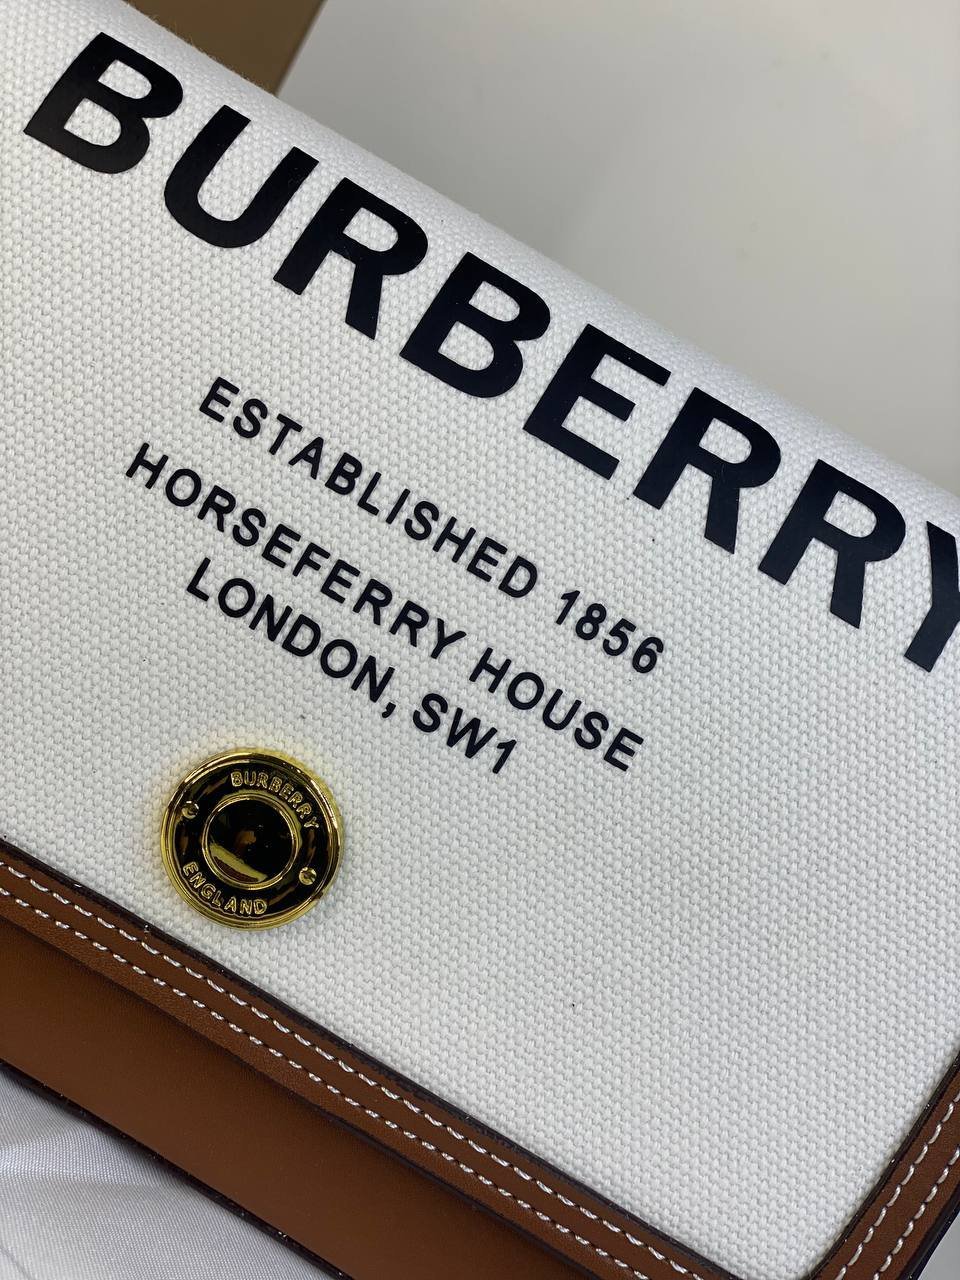 BURBERRY
ESTABLISHED 1856
HORSEFERRY HOUSE
LONDON, SW1
BURBERRY
ENGLAND